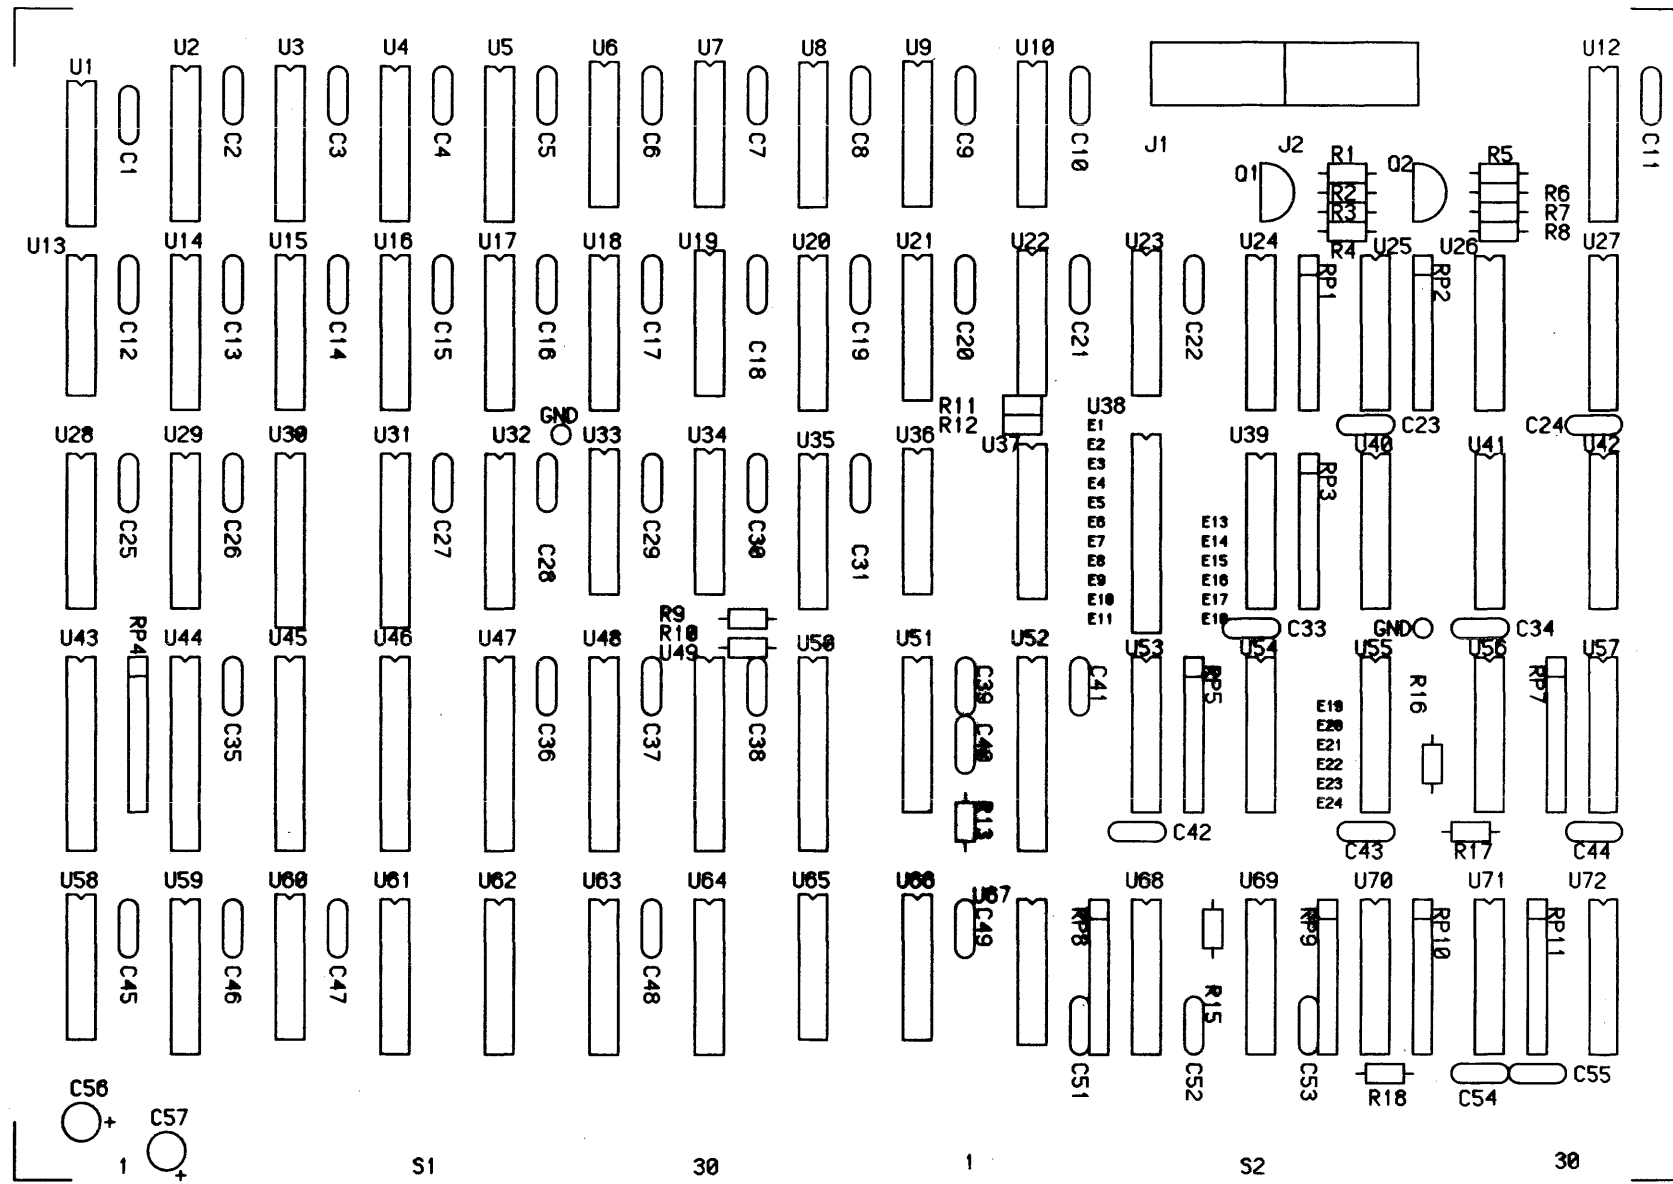 U1 U2 U3 U4 U5 U6 U7 U8 U9 U10 U12
C1 C2 C3 C4 C5 C6 C7 C8 C9 C10 J1 J2 C11
R1 R5
Q1 Q2
R2 R6
R3 R7
R4 R8
U13 U14 U15 U16 U17 U18 U19 U20 U21 U22 U23 U24 U25 U26 U27
RP1 RP2
C12 C13 C14 C15 C16 C17 C18 C19 C20 C21 C22
R11 U38
GND R12 E1 C23 C24
U28 U29 U30 U31 U32 U33 U34 U35 U36 U37 U39 U40 U41 U42
E2
E3
E4 RP3
E5
E6 E13
E7 E14
E8 E15
E9 E16
E10 E17
E11 E18
C25 C26 C27 C28 C29 C30 C31
R9
R10 C33 GND C34
U43 RP4 U44 U45 U46 U47 U48 U49 U50 U51 U52 U53 U54 U55 U56 U57
C39 C41 RP5 R16 RP7
E19
E20
E21
E22
E23
E24
C35 C36 C37 C38 C40
R13 C42 C43 R17 C44
U58 U59 U60 U61 U62 U63 U64 U65 U66 U67 U68 U69 U70 U71 U72
C49 RP8 RP9 RP10 RP11
C45 C46 C47 C48 R15
C51 C52 C53 R18 C54 C55
C56 +
C57 +
1 S1 30 1 S2 30